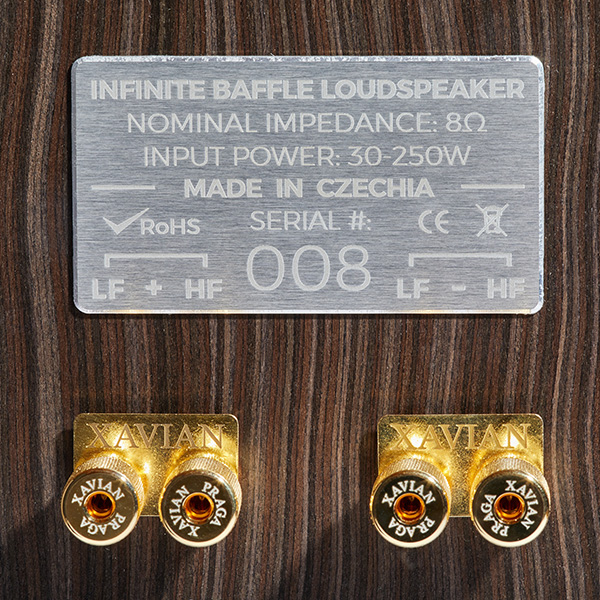 INFINITE BAFFLE LOUDSPEAKER
NOMINAL IMPEDANCE: 8Ω
INPUT POWER: 30-250W
MADE IN CZECHIA
RoHS SERIAL #: CE
008
LF + HF LF - HF
XAVIAN XAVIAN
XAVIAN PRAGA XAVIAN PRAGA XAVIAN PRAGA XAVIAN PRAGA